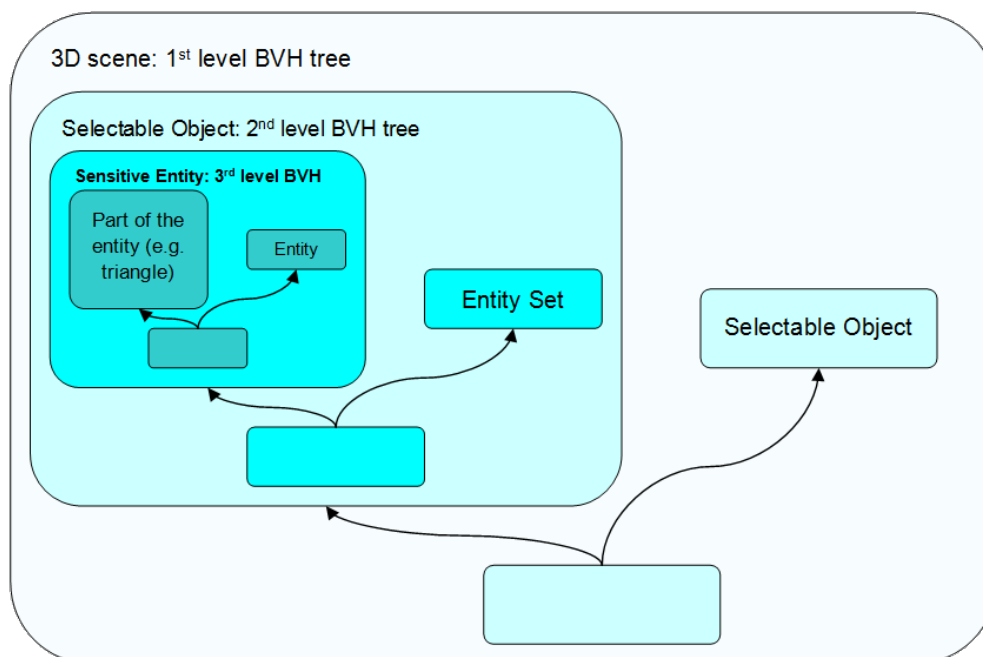 3D scene: 1st level BVH tree
Selectable Object: 2nd level BVH tree
Sensitive Entity: 3rd level BVH
Part of the
entity (e.g.
triangle)
Entity
Entity Set
Selectable Object